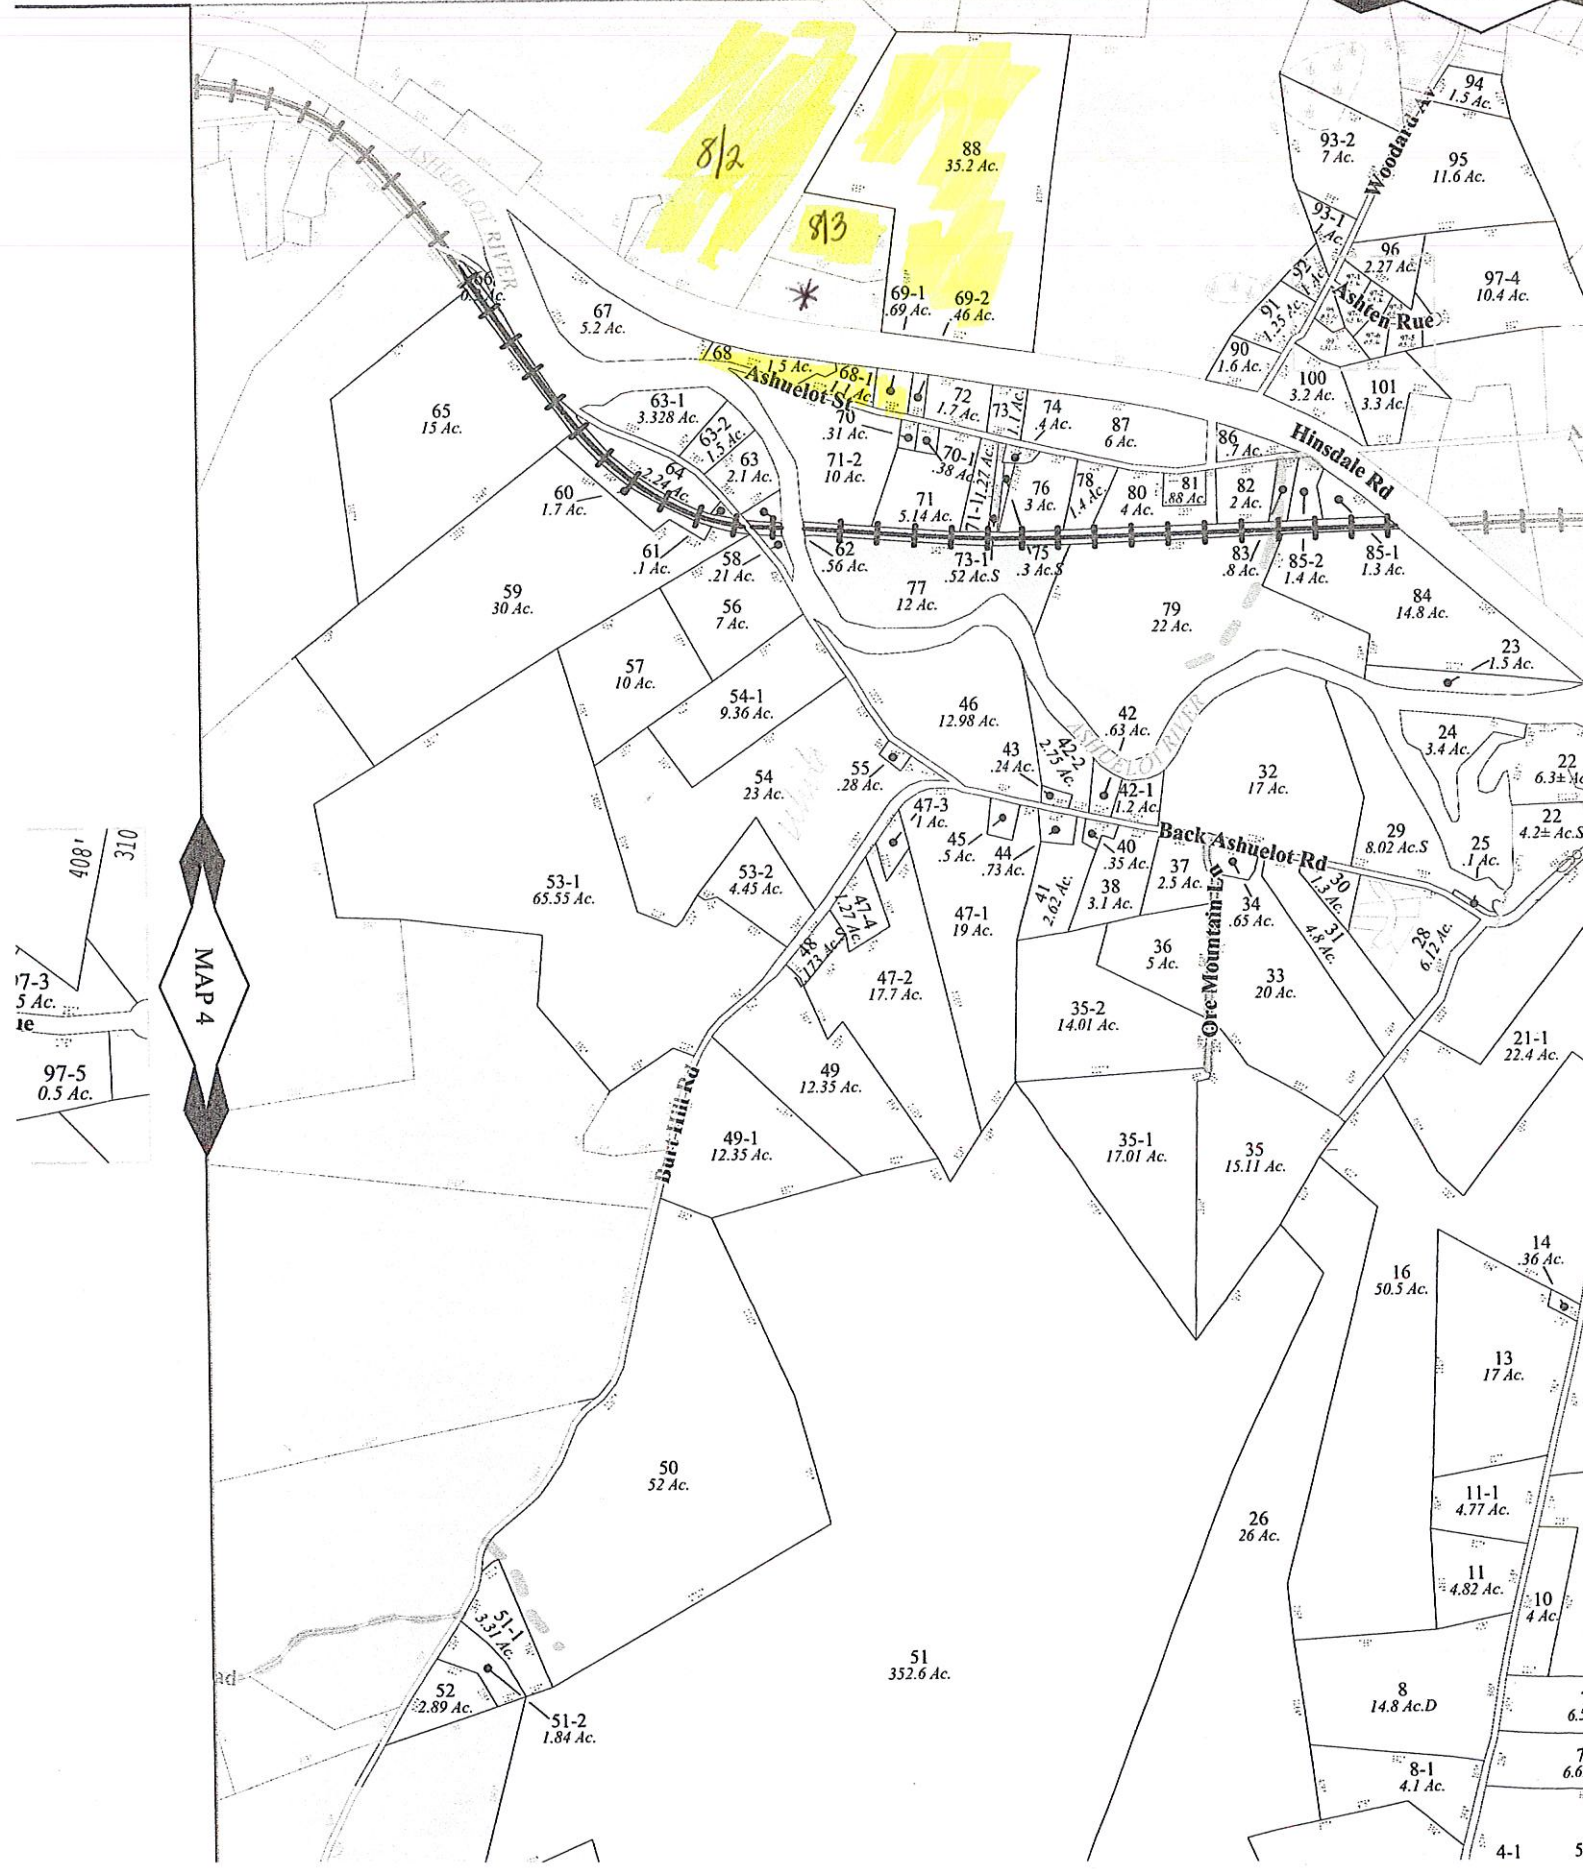 94
1.5 Ac.
Woodard Av
93-2
7 Ac.
95
11.6 Ac.
88
35.2 Ac.
8/2
8/3
*
93-1
1 Ac.
92
96
2.27 Ac.
97-4
10.4 Ac.
91
1.25 Ac.
Ashten Rue
90
1.6 Ac.
100
3.2 Ac.
101
3.3 Ac.
ASHUELOT RIVER
66
67
5.2 Ac.
69-1
.69 Ac.
69-2
.46 Ac.
68
1.5 Ac.
68-1
1.1 Ac.
Ashuelot St
65
15 Ac.
63-1
3.328 Ac.
63-2
1.5 Ac.
63
2.1 Ac.
64
2.24 Ac.
70
.31 Ac.
70-1
.38 Ac.
72
1.7 Ac.
73
1.1 Ac.
74
.4 Ac.
87
6 Ac.
86
.7 Ac.
Hinsdale Rd
71-2
10 Ac.
71
5.14 Ac.
71-1
1.27 Ac.
76
3 Ac.
78
1.4 Ac.
80
4 Ac.
81
.88 Ac.
82
2 Ac.
60
1.7 Ac.
61
.1 Ac.
58
.21 Ac.
62
.56 Ac.
73-1
.52 Ac.S
75
.3 Ac.S
83
.8 Ac.
85-2
1.4 Ac.
85-1
1.3 Ac.
59
30 Ac.
56
7 Ac.
77
12 Ac.
79
22 Ac.
84
14.8 Ac.
23
1.5 Ac.
57
10 Ac.
54-1
9.36 Ac.
46
12.98 Ac.
42
.63 Ac.
ASHUELOT RIVER
24
3.4 Ac.
43
.24 Ac.
42-2
2.75 Ac.
54
23 Ac.
55
.28 Ac.
32
17 Ac.
22
6.3± Ac
42-1
1.2 Ac.
47-3
1 Ac.
45
.5 Ac.
44
.73 Ac.
Back Ashuelot Rd
40
.35 Ac.
29
8.02 Ac.S
22
4.2± Ac.S
25
.1 Ac.
408'
310
53-1
65.55 Ac.
53-2
4.45 Ac.
47-4
1.27 Ac.
47-1
19 Ac.
41
2.62 Ac.
38
3.1 Ac.
37
2.5 Ac.
34
.65 Ac.
30
1.3 Ac.
31
4.8 Ac.
28
6.12 Ac.
48
1.173 Ac.S
Ore Mountain Ln
36
5 Ac.
33
20 Ac.
MAP 4
97-3
5 Ac.
ue
97-5
0.5 Ac.
47-2
17.7 Ac.
35-2
14.01 Ac.
21-1
22.4 Ac.
49
12.35 Ac.
Burt Hill Rd
49-1
12.35 Ac.
35-1
17.01 Ac.
35
15.11 Ac.
16
50.5 Ac.
14
.36 Ac.
13
17 Ac.
50
52 Ac.
11-1
4.77 Ac.
26
26 Ac.
11
4.82 Ac.
10
4 Ac.
51-1
3.31 Ac.
ad
51
352.6 Ac.
52
2.89 Ac.
51-2
1.84 Ac.
8
14.8 Ac.D
6.5
7
6.6
8-1
4.1 Ac.
4-1
5